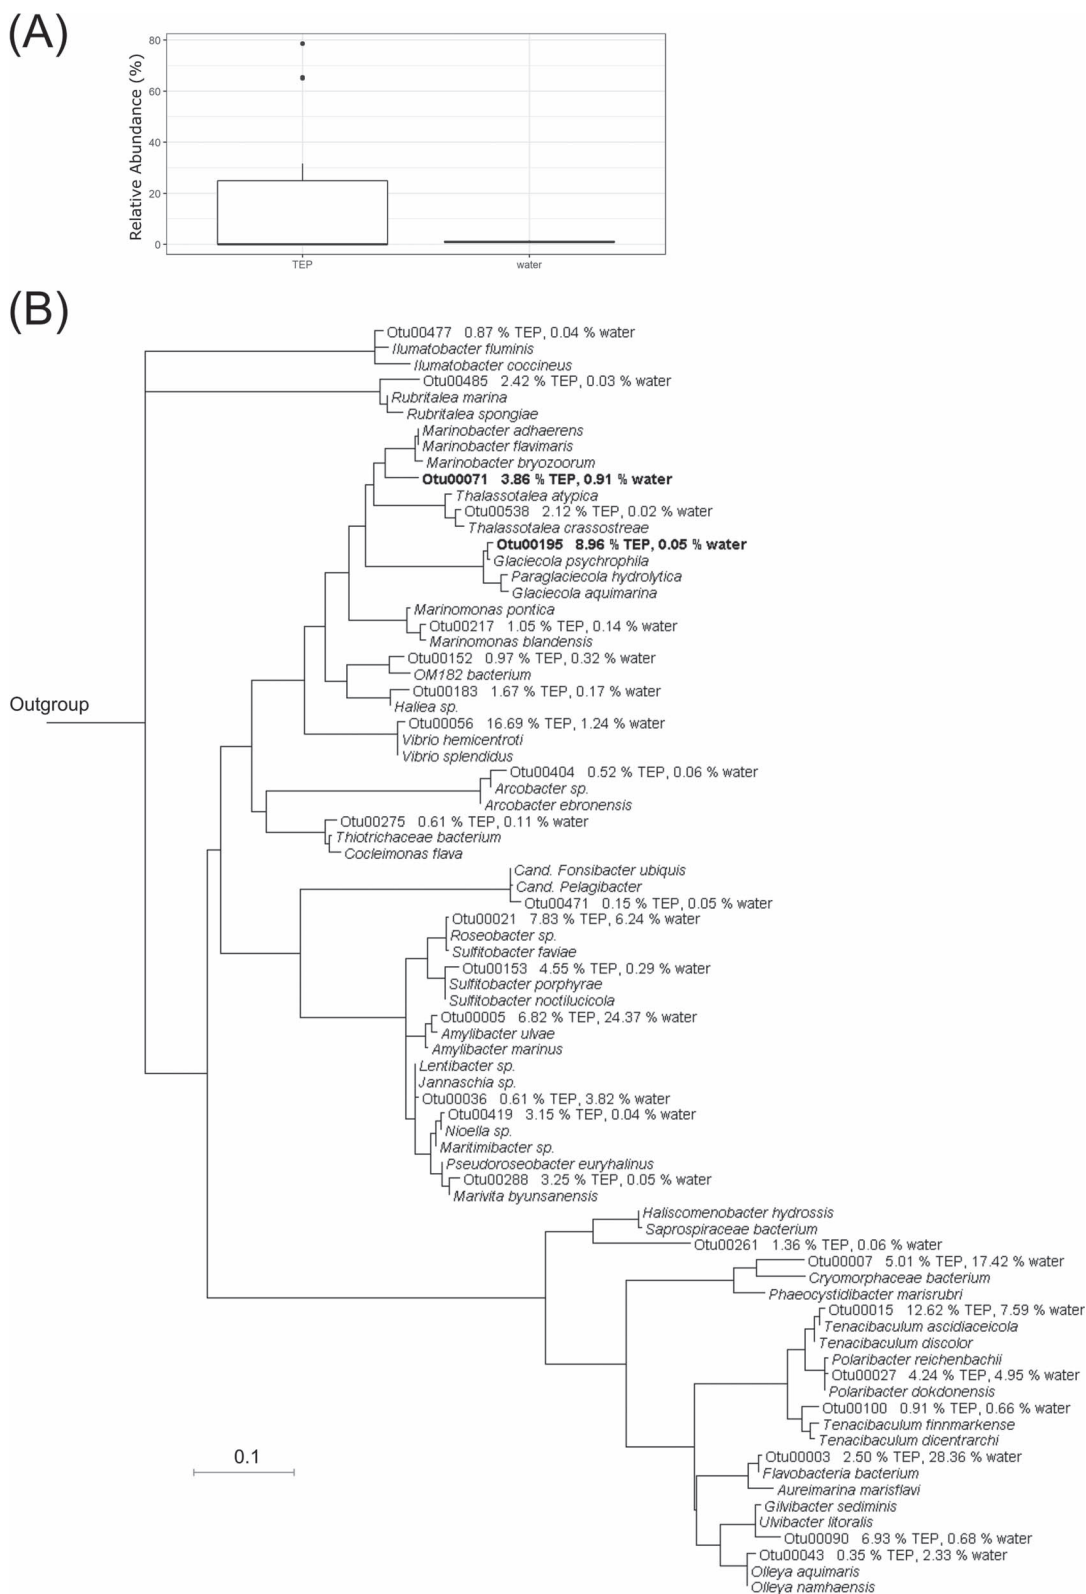 (A)
Relative Abundance (%)
80
60
40
20
0
TEP
water
(B)
Otu00477 0.87 % TEP, 0.04 % water
Ilumatobacter fluminis
Ilumatobacter coccineus
Otu00485 2.42 % TEP, 0.03 % water
Rubritalea marina
Rubritalea spongiae
Marinobacter adhaerens
Marinobacter flavimaris
Marinobacter bryozoorum
Otu00071 3.86 % TEP, 0.91 % water
Thalassotalea atypica
Otu00538 2.12 % TEP, 0.02 % water
Thalassotalea crassostreae
Otu00195 8.96 % TEP, 0.05 % water
Glaciecola psychrophila
Paraglaciecola hydrolytica
Glaciecola aquimarina
Marinomonas pontica
Otu00217 1.05 % TEP, 0.14 % water
Marinomonas blandensis
Otu00152 0.97 % TEP, 0.32 % water
OM182 bacterium
Otu00183 1.67 % TEP, 0.17 % water
Haliea sp.
Outgroup
Otu00056 16.69 % TEP, 1.24 % water
Vibrio hemicentroti
Vibrio splendidus
Otu00404 0.52 % TEP, 0.06 % water
Arcobacter sp.
Arcobacter ebronensis
Otu00275 0.61 % TEP, 0.11 % water
Thiotrichaceae bacterium
Cocleimonas flava
Cand. Fonsibacter ubiquis
Cand. Pelagibacter
Otu00471 0.15 % TEP, 0.05 % water
Otu00021 7.83 % TEP, 6.24 % water
Roseobacter sp.
Sulfitobacter faviae
Otu00153 4.55 % TEP, 0.29 % water
Sulfitobacter porphyrae
Sulfitobacter noctilucicola
Otu00005 6.82 % TEP, 24.37 % water
Amylibacter ulvae
Amylibacter marinus
Lentibacter sp.
Jannaschia sp.
Otu00036 0.61 % TEP, 3.82 % water
Otu00419 3.15 % TEP, 0.04 % water
Nioella sp.
Maritimibacter sp.
Pseudoroseobacter euryhalinus
Otu00288 3.25 % TEP, 0.05 % water
Marivita byunsanensis
Haliscomenobacter hydrossis
Saprospiraceae bacterium
Otu00261 1.36 % TEP, 0.06 % water
Otu00007 5.01 % TEP, 17.42 % water
Cryomorphaceae bacterium
Phaeocystidibacter marisrubri
Otu00015 12.62 % TEP, 7.59 % water
Tenacibaculum ascidiaceicola
Tenacibaculum discolor
Polaribacter reichenbachii
Otu00027 4.24 % TEP, 4.95 % water
Polaribacter dokdonensis
Otu00100 0.91 % TEP, 0.66 % water
Tenacibaculum finnmarkense
Tenacibaculum dicentrarchi
0.1
Otu00003 2.50 % TEP, 28.36 % water
Flavobacteria bacterium
Aureimarina marisflavi
Gilvibacter sediminis
Ulvibacter litoralis
Otu00090 6.93 % TEP, 0.68 % water
Otu00043 0.35 % TEP, 2.33 % water
Olleya aquimaris
Olleya namhaensis